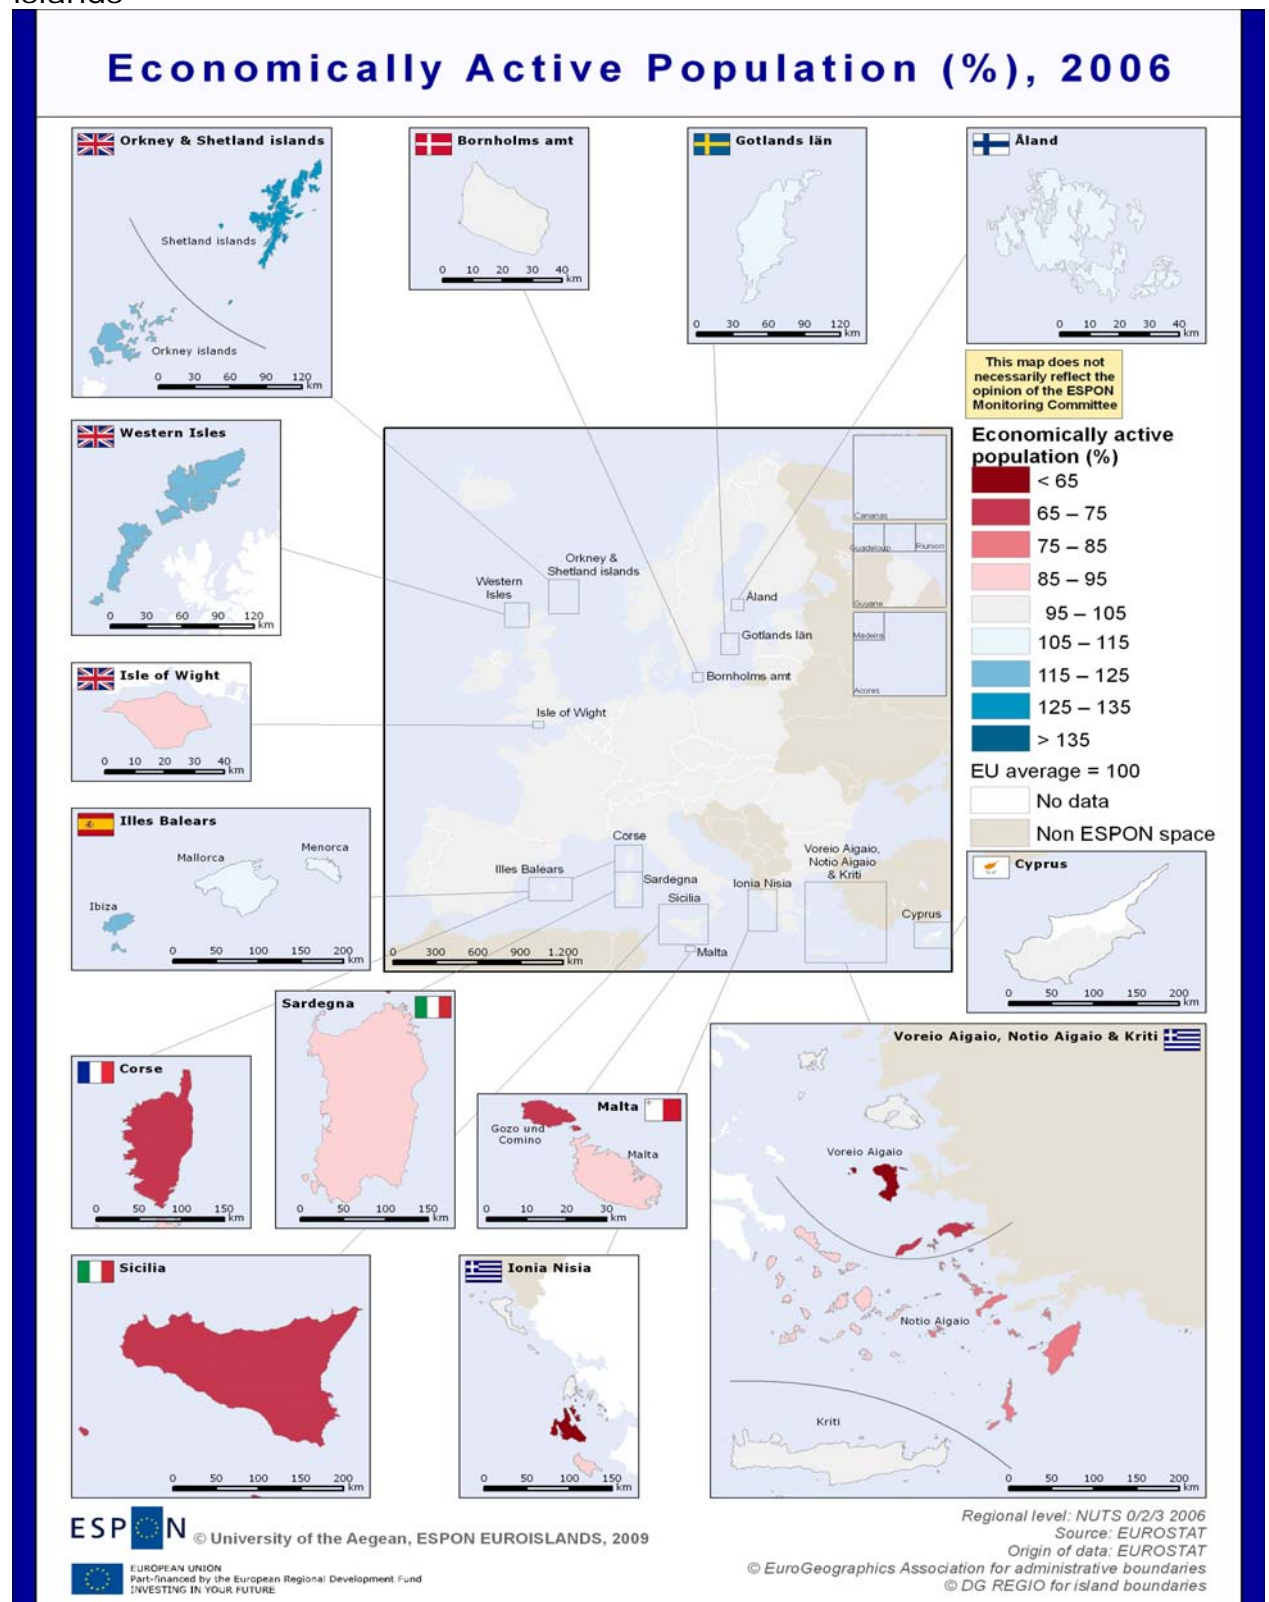 islands
Economically Active Population (%), 2006
Orkney & Shetland islands
Shetland islands
Orkney islands
0 30 60 90 120
km
Bornholms amt
0 10 20 30 40
km
Gotlands län
0 30 60 90 120
km
Åland
0 10 20 30 40
km
This map does not
necessarily reflect the
opinion of the ESPON
Monitoring Committee
Western Isles
0 30 60 90 120
km
Isle of Wight
0 10 20 30 40
km
Illes Balears
Mallorca
Menorca
Ibiza
0 50 100 150 200
km
Canarias
Guadeloup
Réunion
Guyane
Madeira
Acores
Orkney &
Shetland islands
Western
Isles
Åland
Gotlands län
Bornholms amt
Isle of Wight
Corse
Illes Balears
Sardegna
Sicilia
Ionia Nisia
Voreio Aigaio,
Notio Aigaio
& Kriti
Cyprus
Malta
0 300 600 900 1.200
km
Economically active
population (%)
< 65
65 – 75
75 – 85
85 – 95
95 – 105
105 – 115
115 – 125
125 – 135
> 135
EU average = 100
No data
Non ESPON space
Cyprus
0 50 100 150 200
km
Sardegna
0 50 100 150
km
Corse
0 50 100 150
km
Malta
Gozo und
Comino
Malta
0 10 20 30
km
Voreio Aigaio, Notio Aigaio & Kriti
Voreio Aigaio
Notio Aigaio
Kriti
0 50 100 150 200
km
Sicilia
0 50 100 150 200
km
Ionia Nisia
0 50 100 150
km
ESPON © University of the Aegean, ESPON EUROISLANDS, 2009
EUROPEAN UNION
Part-financed by the European Regional Development Fund
INVESTING IN YOUR FUTURE
Regional level: NUTS 0/2/3 2006
Source: EUROSTAT
Origin of data: EUROSTAT
© EuroGeographics Association for administrative boundaries
© DG REGIO for island boundaries